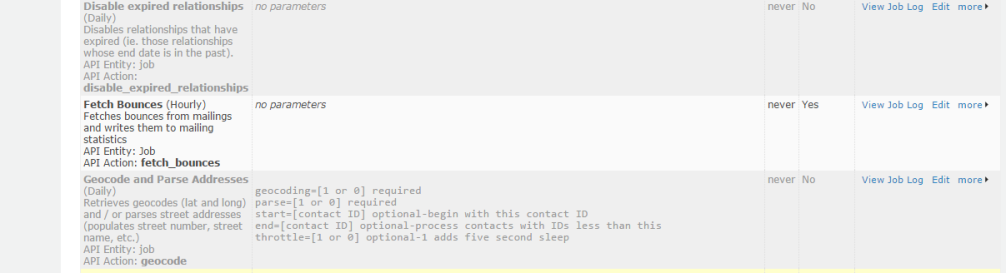 Disable expired relationships no parameters never No View Job Log Edit more
(Daily)
Disables relationships that have
expired (ie. those relationships
whose end date is in the past).
API Entity: job
API Action:
disable_expired_relationships
Fetch Bounces (Hourly) no parameters never Yes View Job Log Edit more
Fetches bounces from mailings
and writes them to mailing
statistics
API Entity: Job
API Action: fetch_bounces
Geocode and Parse Addresses never No View Job Log Edit more
(Daily) geocoding=[1 or 0] required
Retrieves geocodes (lat and long) parse=[1 or 0] required
and / or parses street addresses start=[contact ID] optional-begin with this contact ID
(populates street number, street end=[contact ID] optional-process contacts with IDs less than this
name, etc.) throttle=[1 or 0] optional-1 adds five second sleep
API Entity: job
API Action: geocode